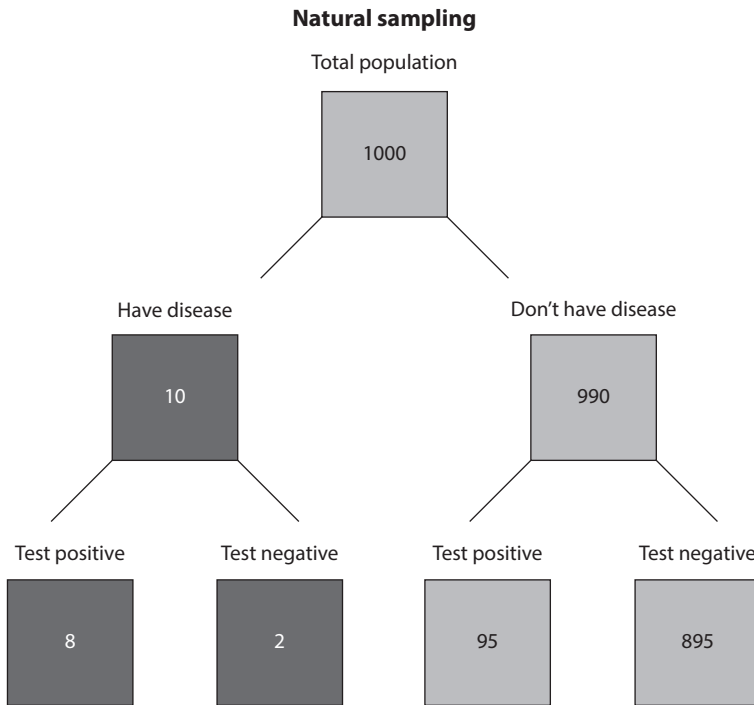 Natural sampling
Total population
1000
Have disease
Don’t have disease
10
990
Test positive
Test negative
Test positive
Test negative
8
2
95
895